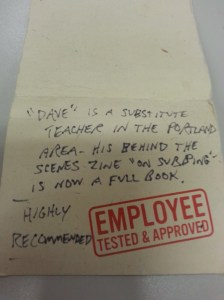 "DAVE" IS A SUBSTITUTE
TEACHER IN THE PORTLAND
AREA - HIS BEHIND THE
SCENES ZINE "ON SUBBING" -
IS NOW A FULL BOOK.
—
HIGHLY
RECOMMENDED
—
EMPLOYEE
TESTED & APPROVED